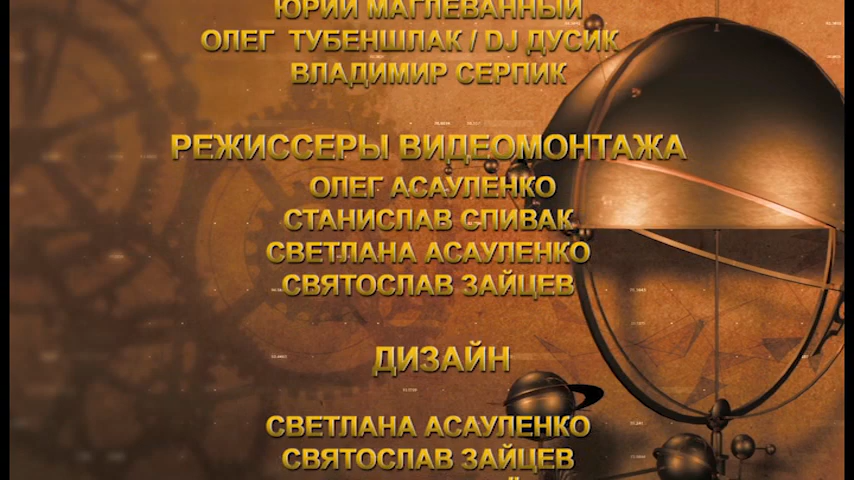 ЮРИЙ МАГЛЕВАННЫЙ
ОЛЕГ ТУБЕНШЛАК / DJ ДУСИК
ВЛАДИМИР СЕРПИК
РЕЖИССЕРЫ ВИДЕОМОНТАЖА
ОЛЕГ АСАУЛЕНКО
СТАНИСЛАВ СПИВАК
СВЕТЛАНА АСАУЛЕНКО
СВЯТОСЛАВ ЗАЙЦЕВ
ДИЗАЙН
СВЕТЛАНА АСАУЛЕНКО
СВЯТОСЛАВ ЗАЙЦЕВ